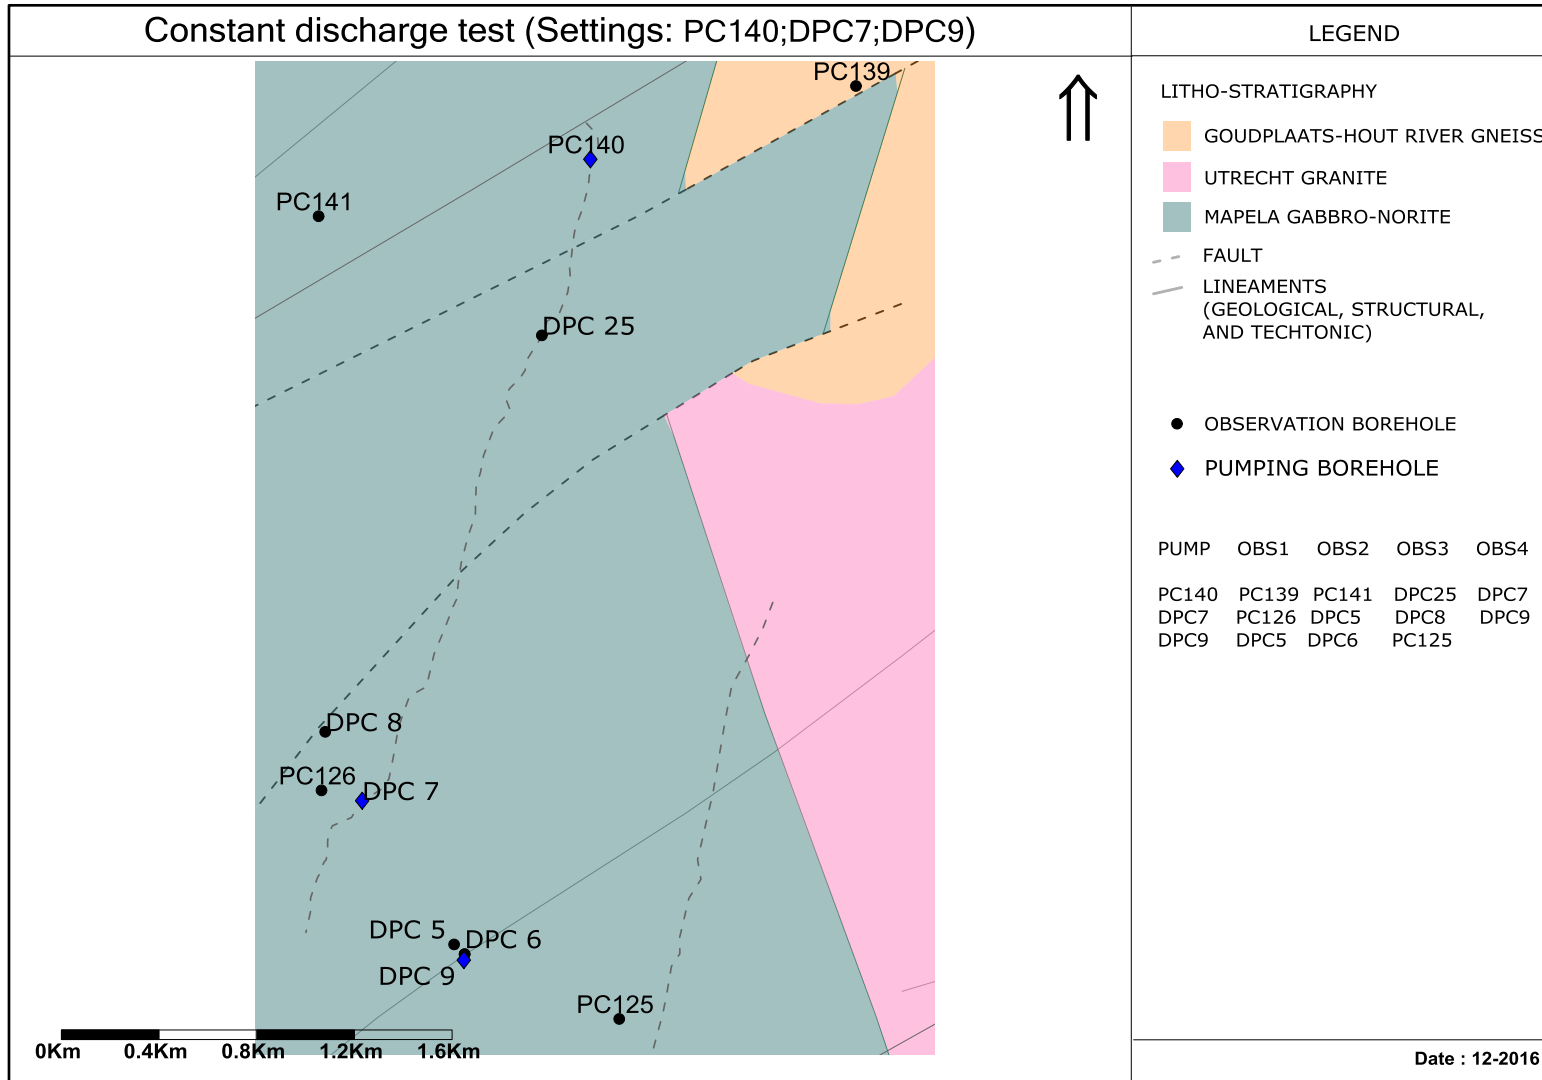 Constant discharge test (Settings: PC140;DPC7;DPC9)
LEGEND
PC139
PC140
PC141
DPC 25
DPC 8
PC126
DPC 7
DPC 5
DPC 6
DPC 9
PC125
0Km 0.4Km 0.8Km 1.2Km 1.6Km
LITHO-STRATIGRAPHY
GOUDPLAATS-HOUT RIVER GNEISS
UTRECHT GRANITE
MAPELA GABBRO-NORITE
FAULT
LINEAMENTS
(GEOLOGICAL, STRUCTURAL,
AND TECHTONIC)
OBSERVATION BOREHOLE
PUMPING BOREHOLE
PUMP OBS1 OBS2 OBS3 OBS4
PC140 PC139 PC141 DPC25 DPC7
DPC7 PC126 DPC5 DPC8 DPC9
DPC9 DPC5 DPC6 PC125
Date : 12-2016